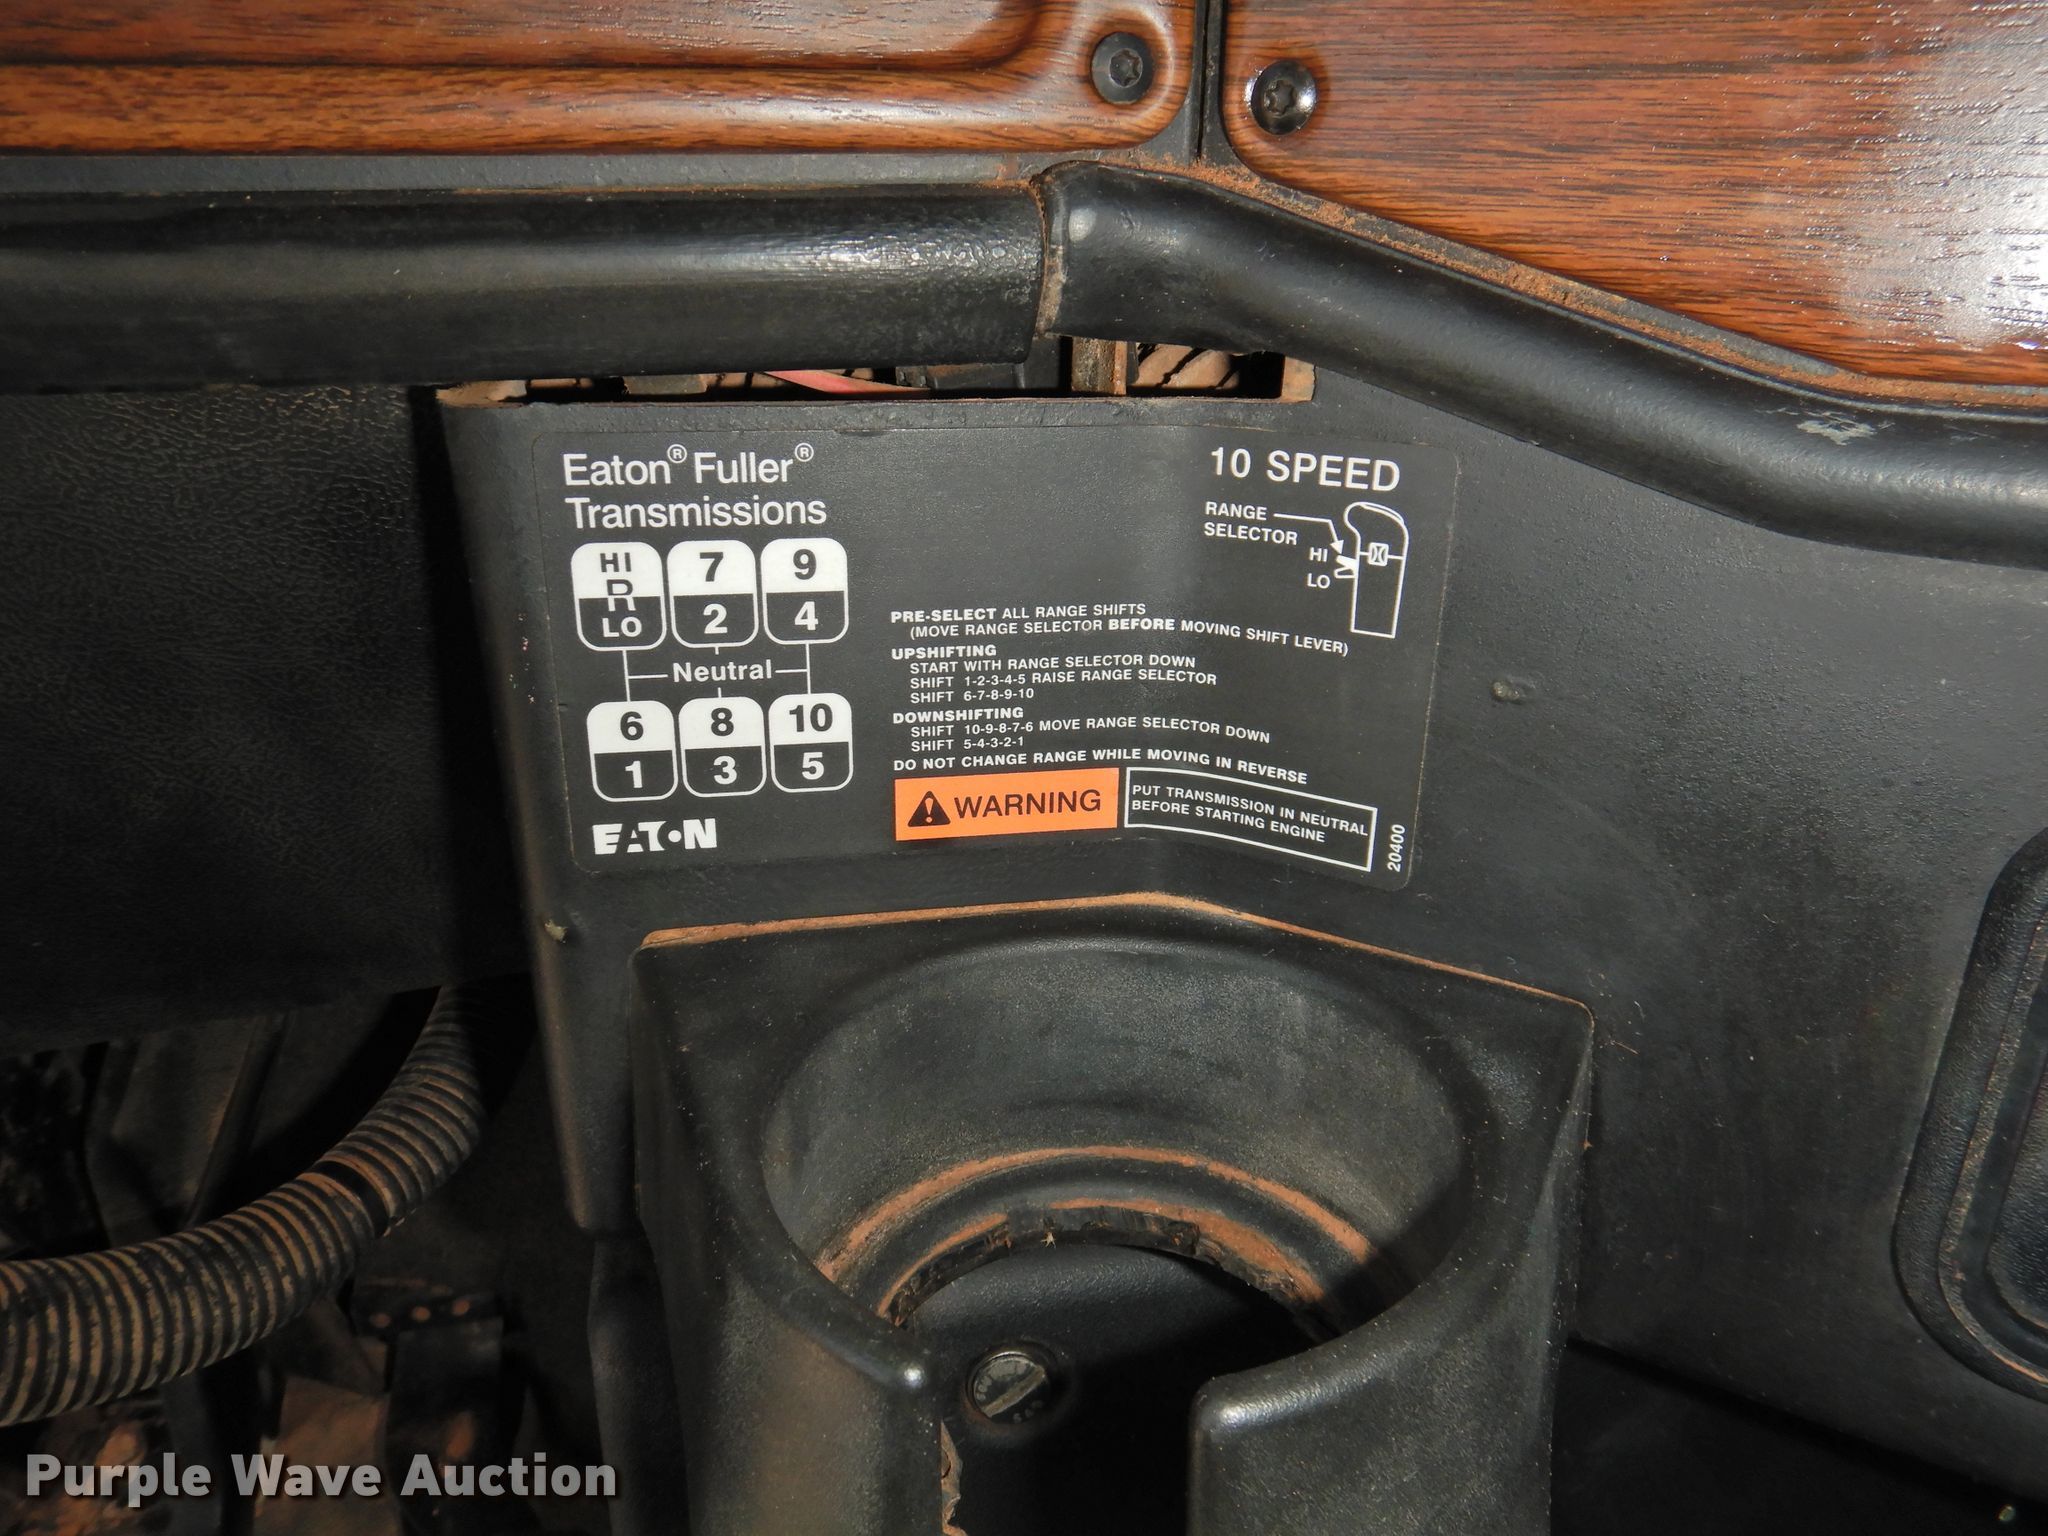 Eaton® Fuller®
Transmissions
10 SPEED
RANGE
SELECTOR
HI
LO
HI
R
LO
7
2
9
4
Neutral
6
1
8
3
10
5
EATON
PRE-SELECT ALL RANGE SHIFTS
(MOVE RANGE SELECTOR BEFORE MOVING SHIFT LEVER)
UPSHIFTING
START WITH RANGE SELECTOR DOWN
SHIFT 1-2-3-4-5 RAISE RANGE SELECTOR
SHIFT 6-7-8-9-10
DOWNSHIFTING
SHIFT 10-9-8-7-6 MOVE RANGE SELECTOR DOWN
SHIFT 5-4-3-2-1
DO NOT CHANGE RANGE WHILE MOVING IN REVERSE
WARNING
PUT TRANSMISSION IN NEUTRAL
BEFORE STARTING ENGINE
20400
Purple Wave Auction